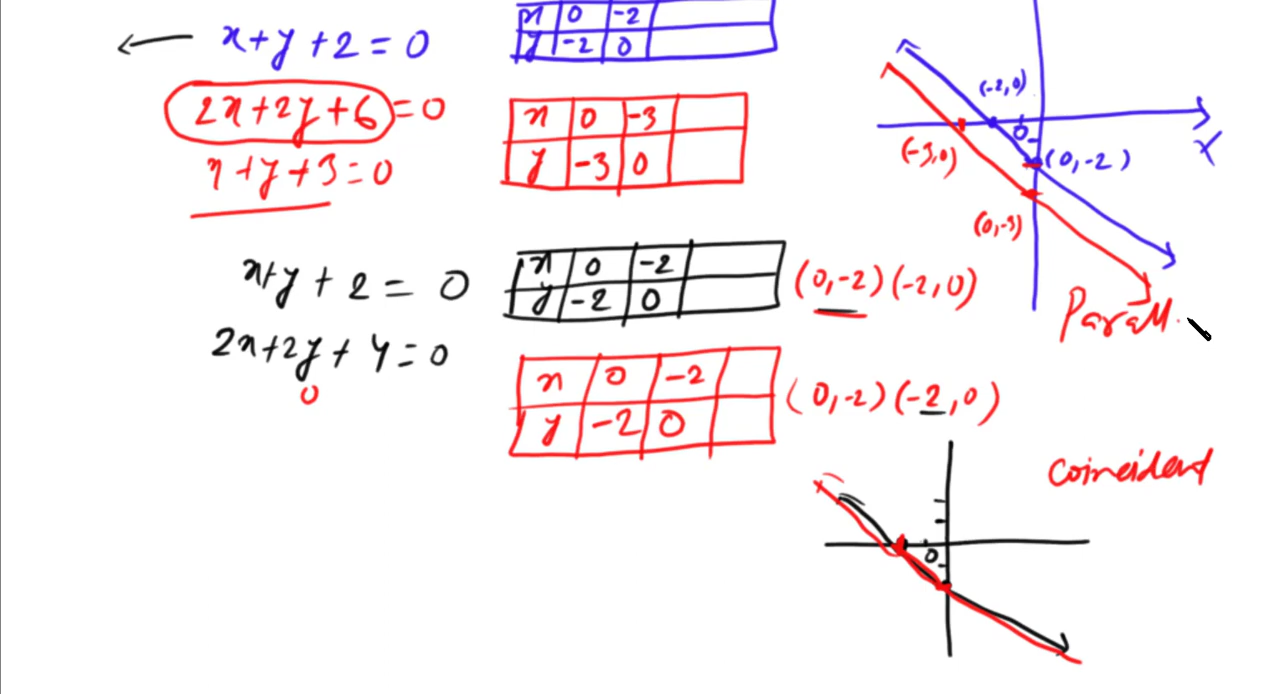 x+y+2=0
x 0 -2
y -2 0
2x+2y+6=0
x+y+3=0
x 0 -3
y -3 0
(-2,0)
0
X
(-3,0)
(0,-2)
(0,-3)
x+y+2=0
x 0 -2
y -2 0
(0,-2)(-2,0)
2x+2y+4=0
0
x 0 -2
y -2 0
(0,-2)(-2,0)
coincident
0